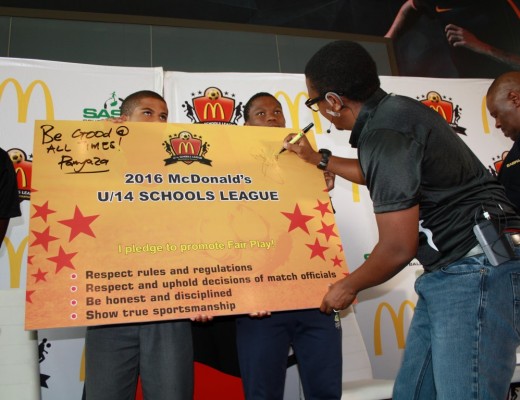 Be Good @
ALL TIMES!
Panyaza
2016 McDonald's
U/14 SCHOOLS LEAGUE
I pledge to promote Fair Play!
Respect rules and regulations
Respect and uphold decisions of match officials
Be honest and disciplined
Show true sportsmanship